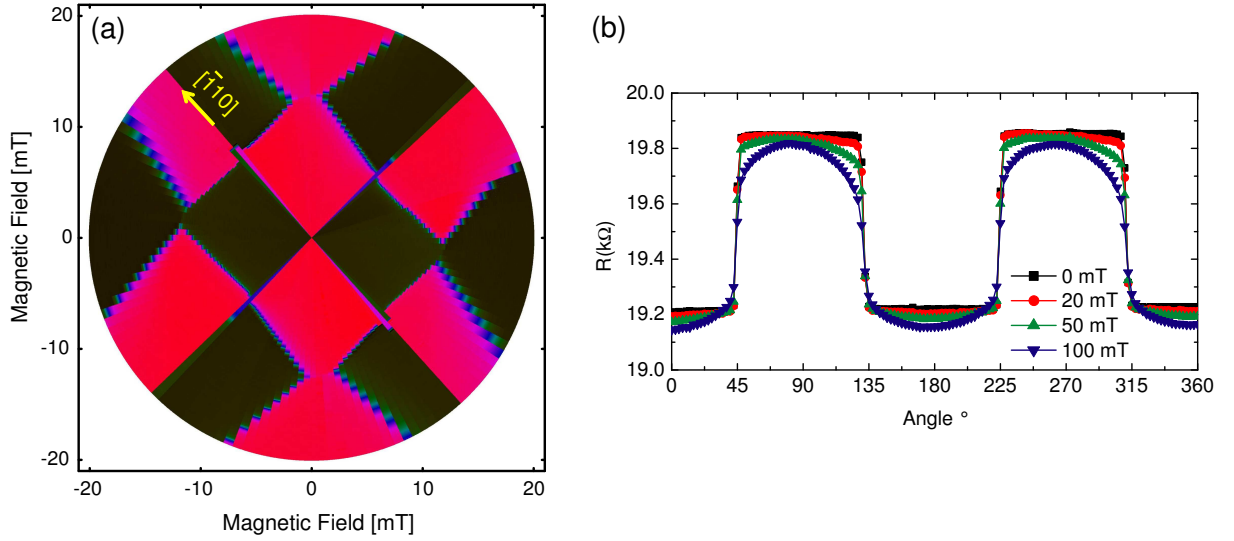 (a)
20
10
0
-10
-20
Magnetic Field [mT]
[1̄10]
-20
-10
0
10
20
Magnetic Field [mT]
(b)
20.0
19.8
19.6
19.4
19.2
19.0
R(kΩ)
0 mT
20 mT
50 mT
100 mT
0
45
90
135
180
225
270
315
360
Angle °